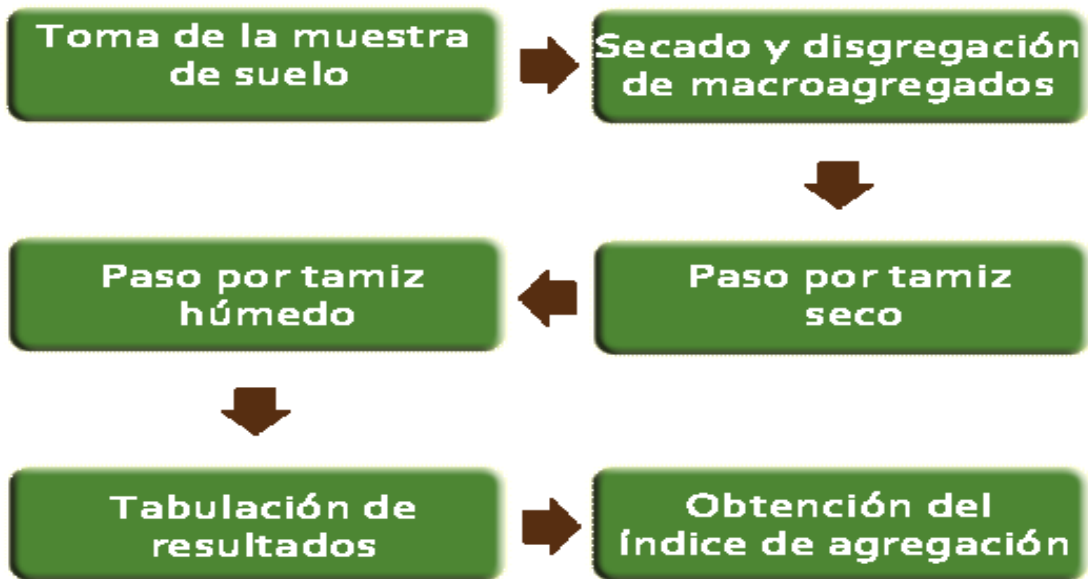 Toma de la muestra
de suelo
Secado y disgregación
de macroagregados
Paso por tamiz
seco
Paso por tamiz
húmedo
Tabulación de
resultados
Obtención del
índice de agregación